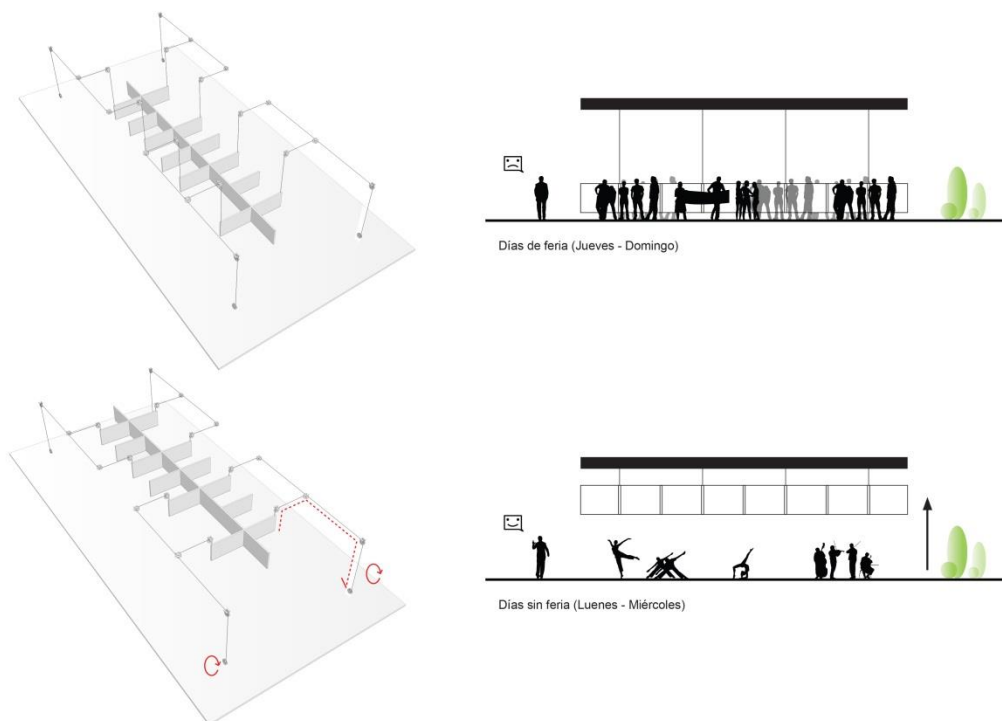 Días de feria (Jueves - Domingo)
Días sin feria (Luenes - Miércoles)